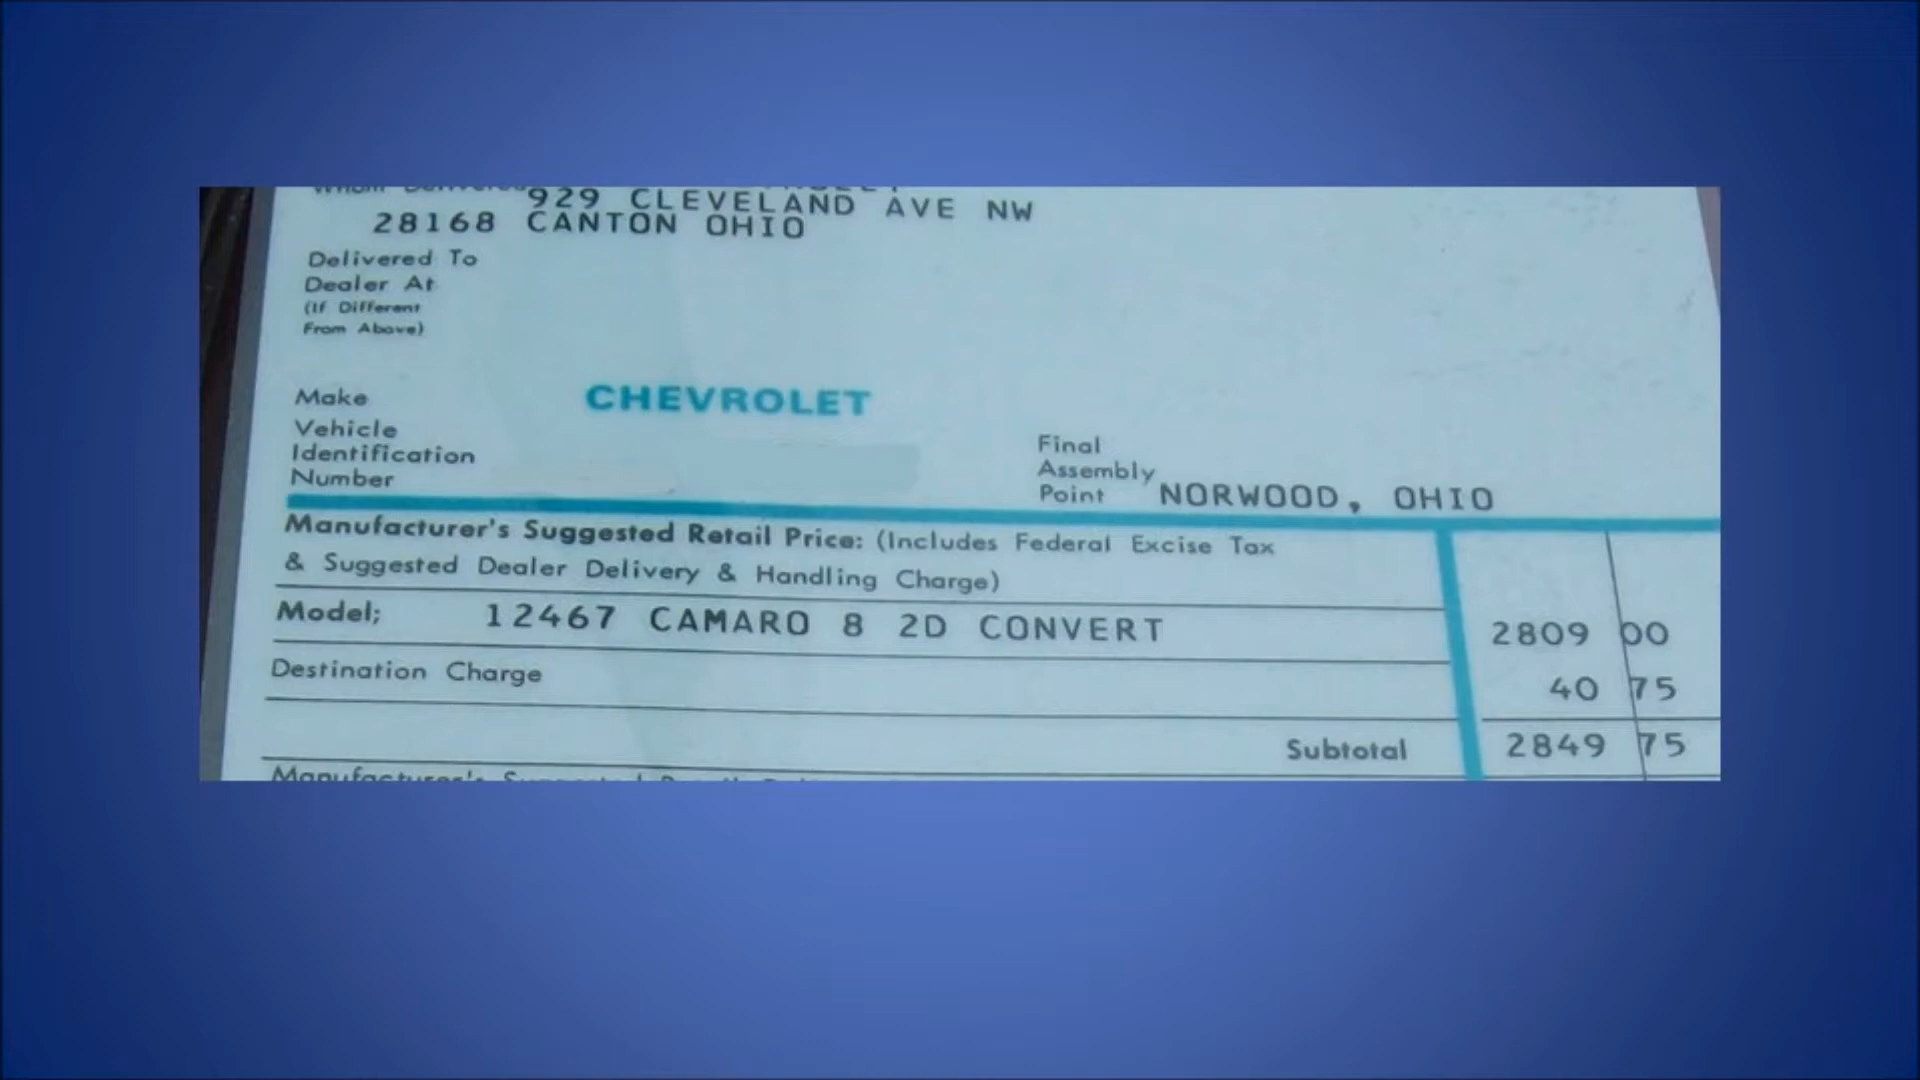 929 CLEVELAND AVE NW
28168 CANTON OHIO
Delivered To
Dealer At
(If Different
From Above)
Make CHEVROLET
Vehicle
Identification
Number
Final
Assembly
Point NORWOOD, OHIO
Manufacturer's Suggested Retail Price: (Includes Federal Excise Tax
& Suggested Dealer Delivery & Handling Charge)
Model; 12467 CAMARO 8 2D CONVERT 2809 00
Destination Charge 40 75
Subtotal 2849 75
Manufacturer's